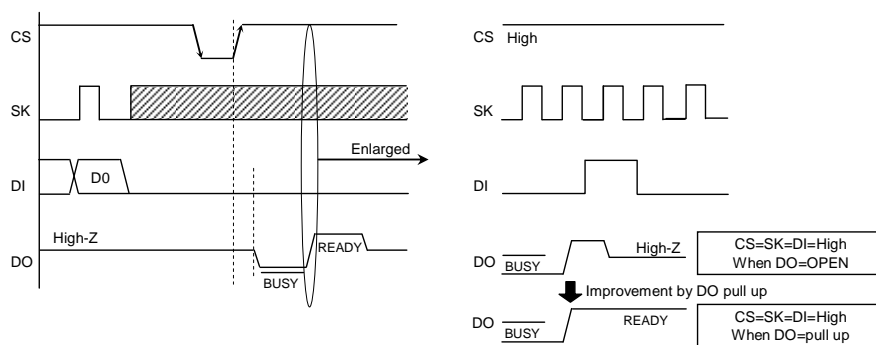 CS
SK
DI
D0
High-Z
DO
BUSY
READY
Enlarged
CS High
SK
DI
DO
BUSY
High-Z
CS=SK=DI=High
When DO=OPEN
Improvement by DO pull up
DO
BUSY
READY
CS=SK=DI=High
When DO=pull up